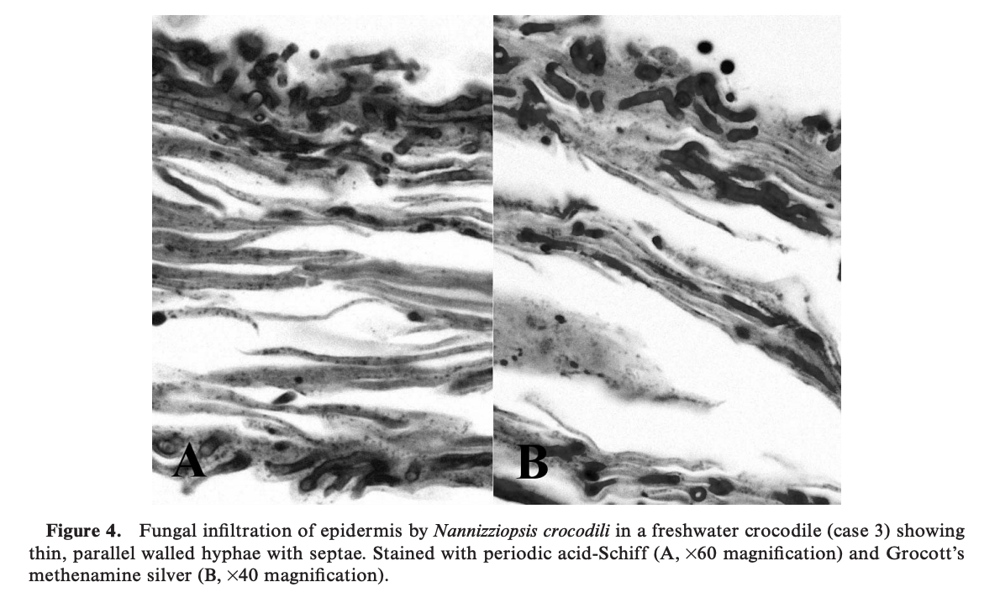 A
B
Figure 4. Fungal infiltration of epidermis by Nannizziopsis crocodili in a freshwater crocodile (case 3) showing
thin, parallel walled hyphae with septae. Stained with periodic acid-Schiff (A, ×60 magnification) and Grocott's
methenamine silver (B, ×40 magnification).